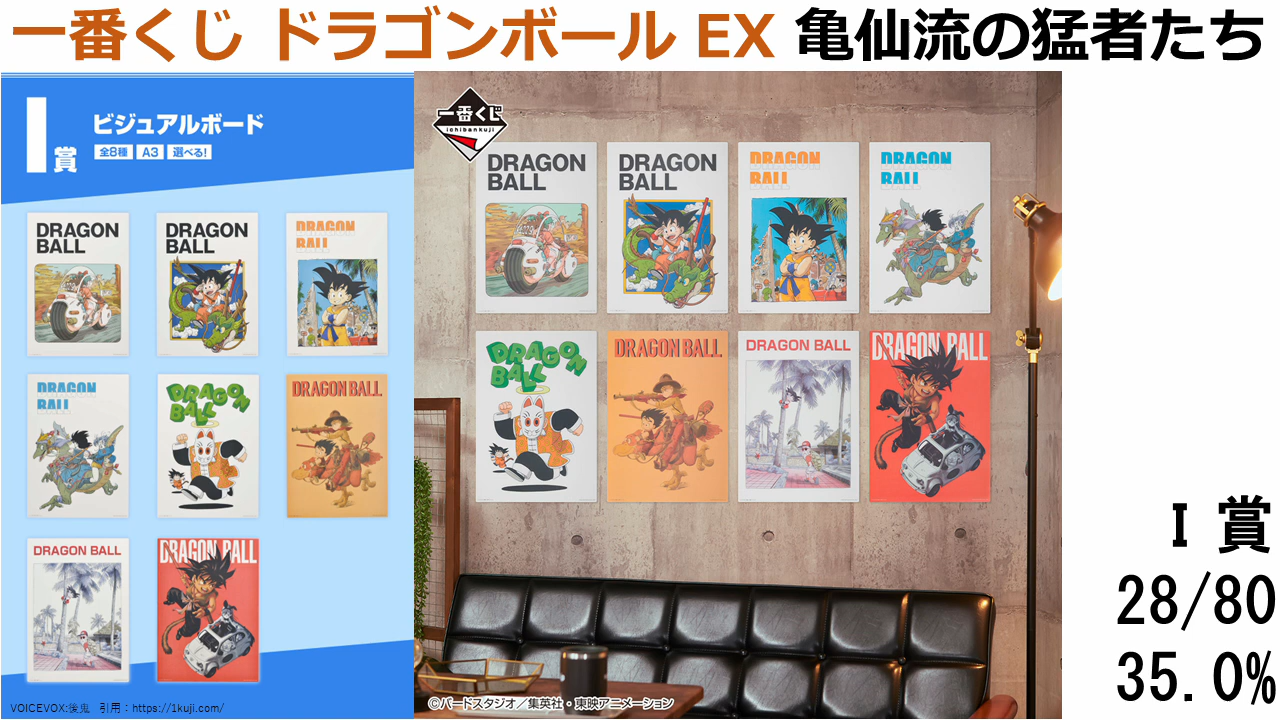 一番くじ ドラゴンボール EX 亀仙流の猛者たち
I賞
ビジュアルボード
全8種 A3 選べる!
DRAGON
BALL
DRAGON
BALL
DRAGON
BALL
DRAGON
BALL
DRAGON
BALL
DRAGON BALL
DRAGON BALL
DRAGON BALL
VOICEVOX:後鬼 引用：https://1kuji.com/
一番くじ
ichibankuji
DRAGON
BALL
DRAGON
BALL
DRAGON
BALL
DRAGON
BALL
DRAGON
BALL
DRAGON BALL
DRAGON BALL
DRAGON BALL
©バードスタジオ／集英社・東映アニメーション
I 賞
28/80
35.0%